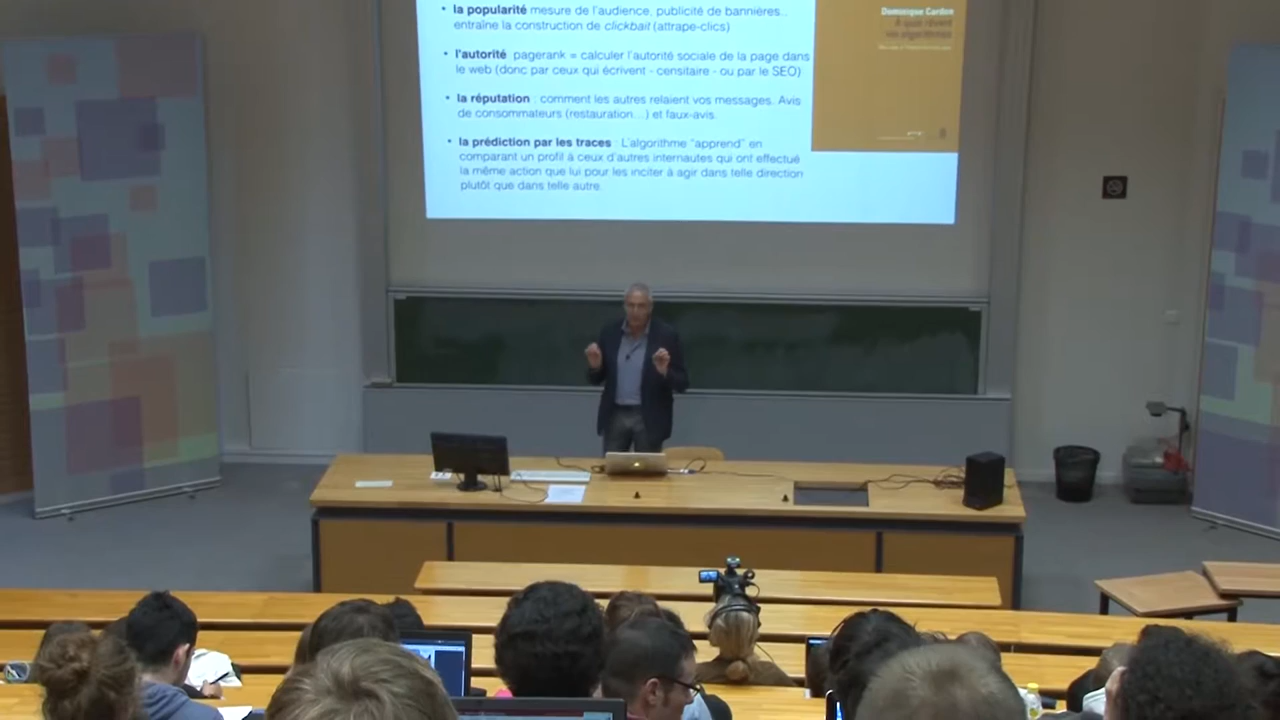 • la popularité mesure de l'audience, publicité de bannières..
entraîne la construction de clickbait (attrape-clics)
• l'autorité pagerank = calculer l'autorité sociale de la page dans
le web (donc par ceux qui écrivent - censitaire - ou par le SEO)
• la réputation : comment les autres relaient vos messages. Avis
de consommateurs (restauration...) et faux-avis.
• la prédiction par les traces : L'algorithme "apprend" en
comparant un profil à ceux d'autres internautes qui ont effectué
la même action que lui pour les inciter à agir dans telle direction
plutôt que dans telle autre.
Dominique Cardon
À quoi rêvent
les algorithmes